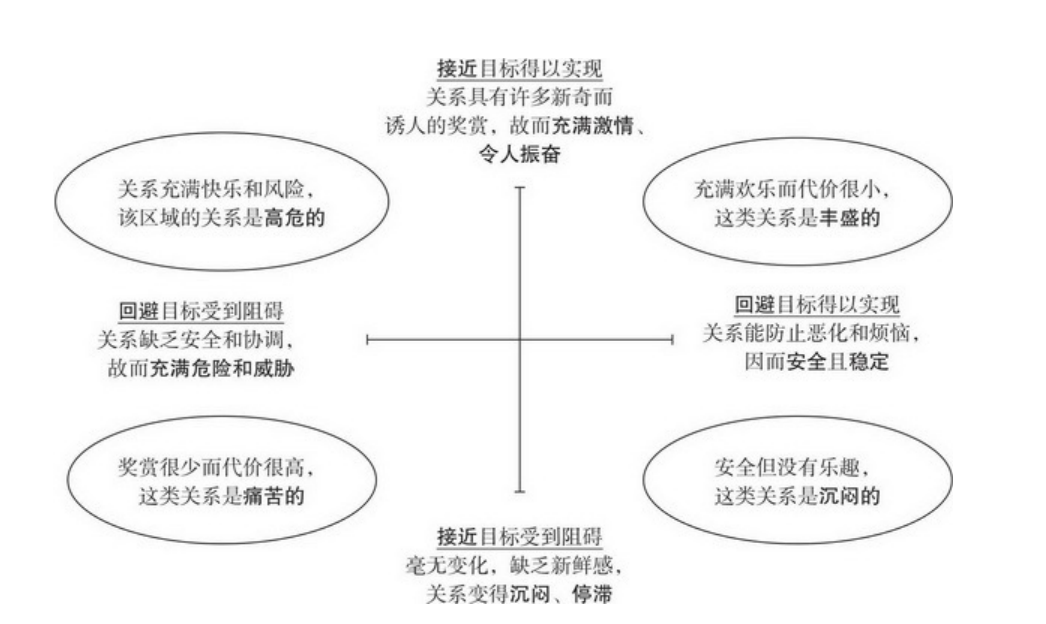 接近目标得以实现
关系具有许多新奇而
诱人的奖赏，故而充满激情、
令人振奋
关系充满快乐和风险，
该区域的关系是高危的
充满欢乐而代价很小，
这类关系是丰盛的
回避目标受到阻碍
关系缺乏安全和协调，
故而充满危险和威胁
回避目标得以实现
关系能防止恶化和烦恼，
因而安全且稳定
奖赏很少而代价很高，
这类关系是痛苦的
安全但没有乐趣，
这类关系是沉闷的
接近目标受到阻碍
毫无变化，缺乏新鲜感，
关系变得沉闷、停滞